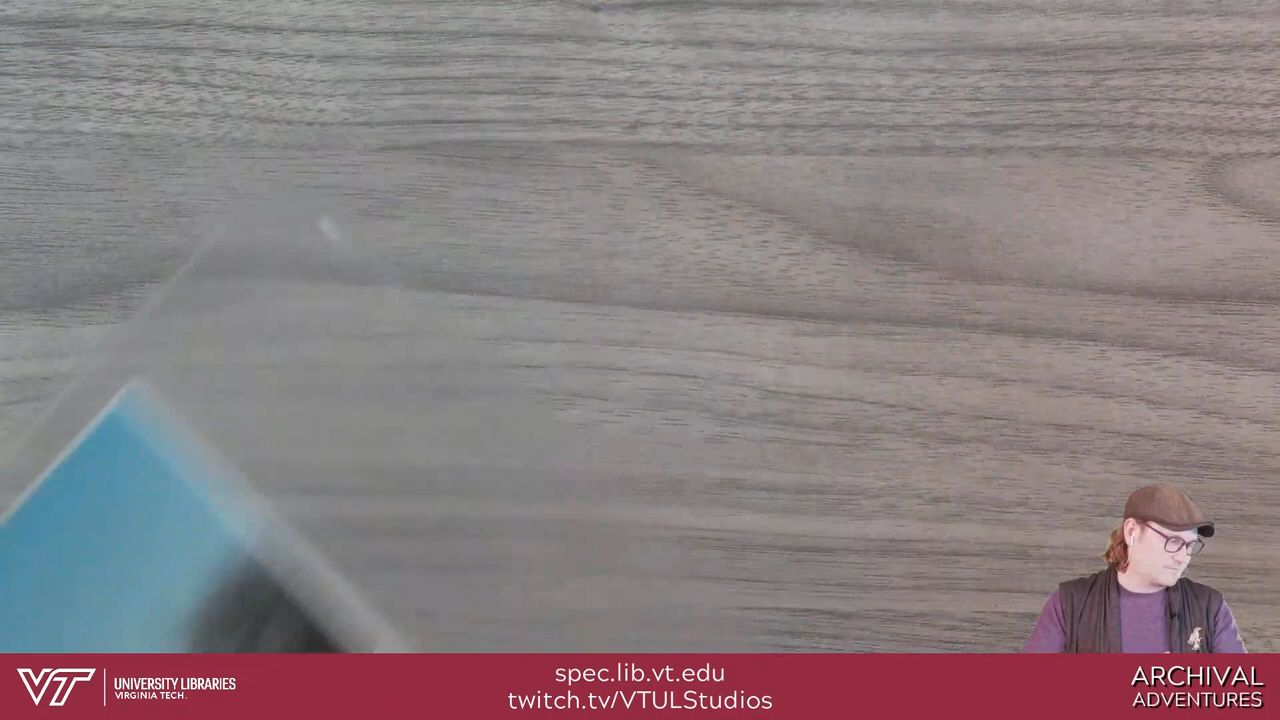 VT
UNIVERSITY LIBRARIES
VIRGINIA TECH.
spec.lib.vt.edu
twitch.tv/VTULStudios
ARCHIVAL
ADVENTURES